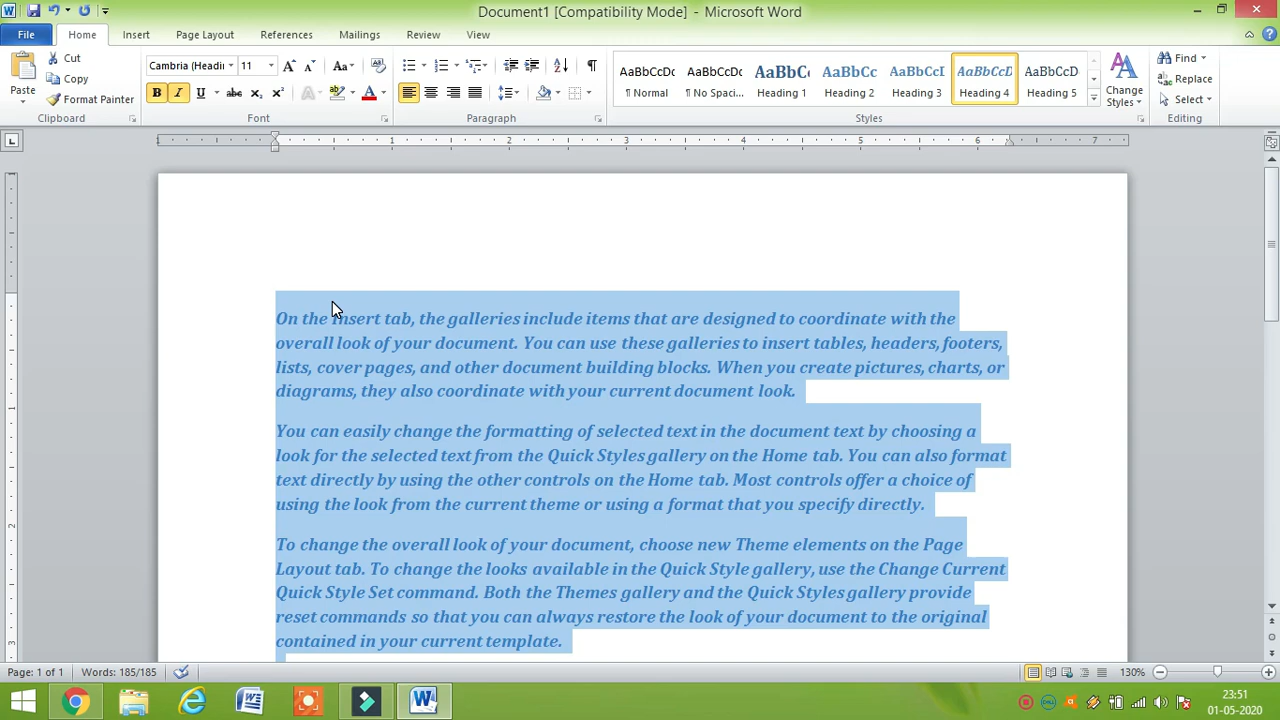 Document1 [Compatibility Mode] - Microsoft Word
File Home Insert Page Layout References Mailings Review View
Paste
Cut
Copy
Format Painter
Clipboard
Cambria (Headi 11
Font
Paragraph
AaBbCcDc AaBbCcDc AaBbCc AaBbCc AaBbCcD AaBbCcD AaBbCcD
¶ Normal ¶ No Spaci... Heading 1 Heading 2 Heading 3 Heading 4 Heading 5
Change Styles
Styles
Find
Replace
Select
Editing
1 1 2 3 4 5 6 7
On the Insert tab, the galleries include items that are designed to coordinate with the
overall look of your document. You can use these galleries to insert tables, headers, footers,
lists, cover pages, and other document building blocks. When you create pictures, charts, or
diagrams, they also coordinate with your current document look.
You can easily change the formatting of selected text in the document text by choosing a
look for the selected text from the Quick Styles gallery on the Home tab. You can also format
text directly by using the other controls on the Home tab. Most controls offer a choice of
using the look from the current theme or using a format that you specify directly.
To change the overall look of your document, choose new Theme elements on the Page
Layout tab. To change the looks available in the Quick Style gallery, use the Change Current
Quick Style Set command. Both the Themes gallery and the Quick Styles gallery provide
reset commands so that you can always restore the look of your document to the original
contained in your current template.
Page: 1 of 1 Words: 185/185 130%
23:51
01-05-2020